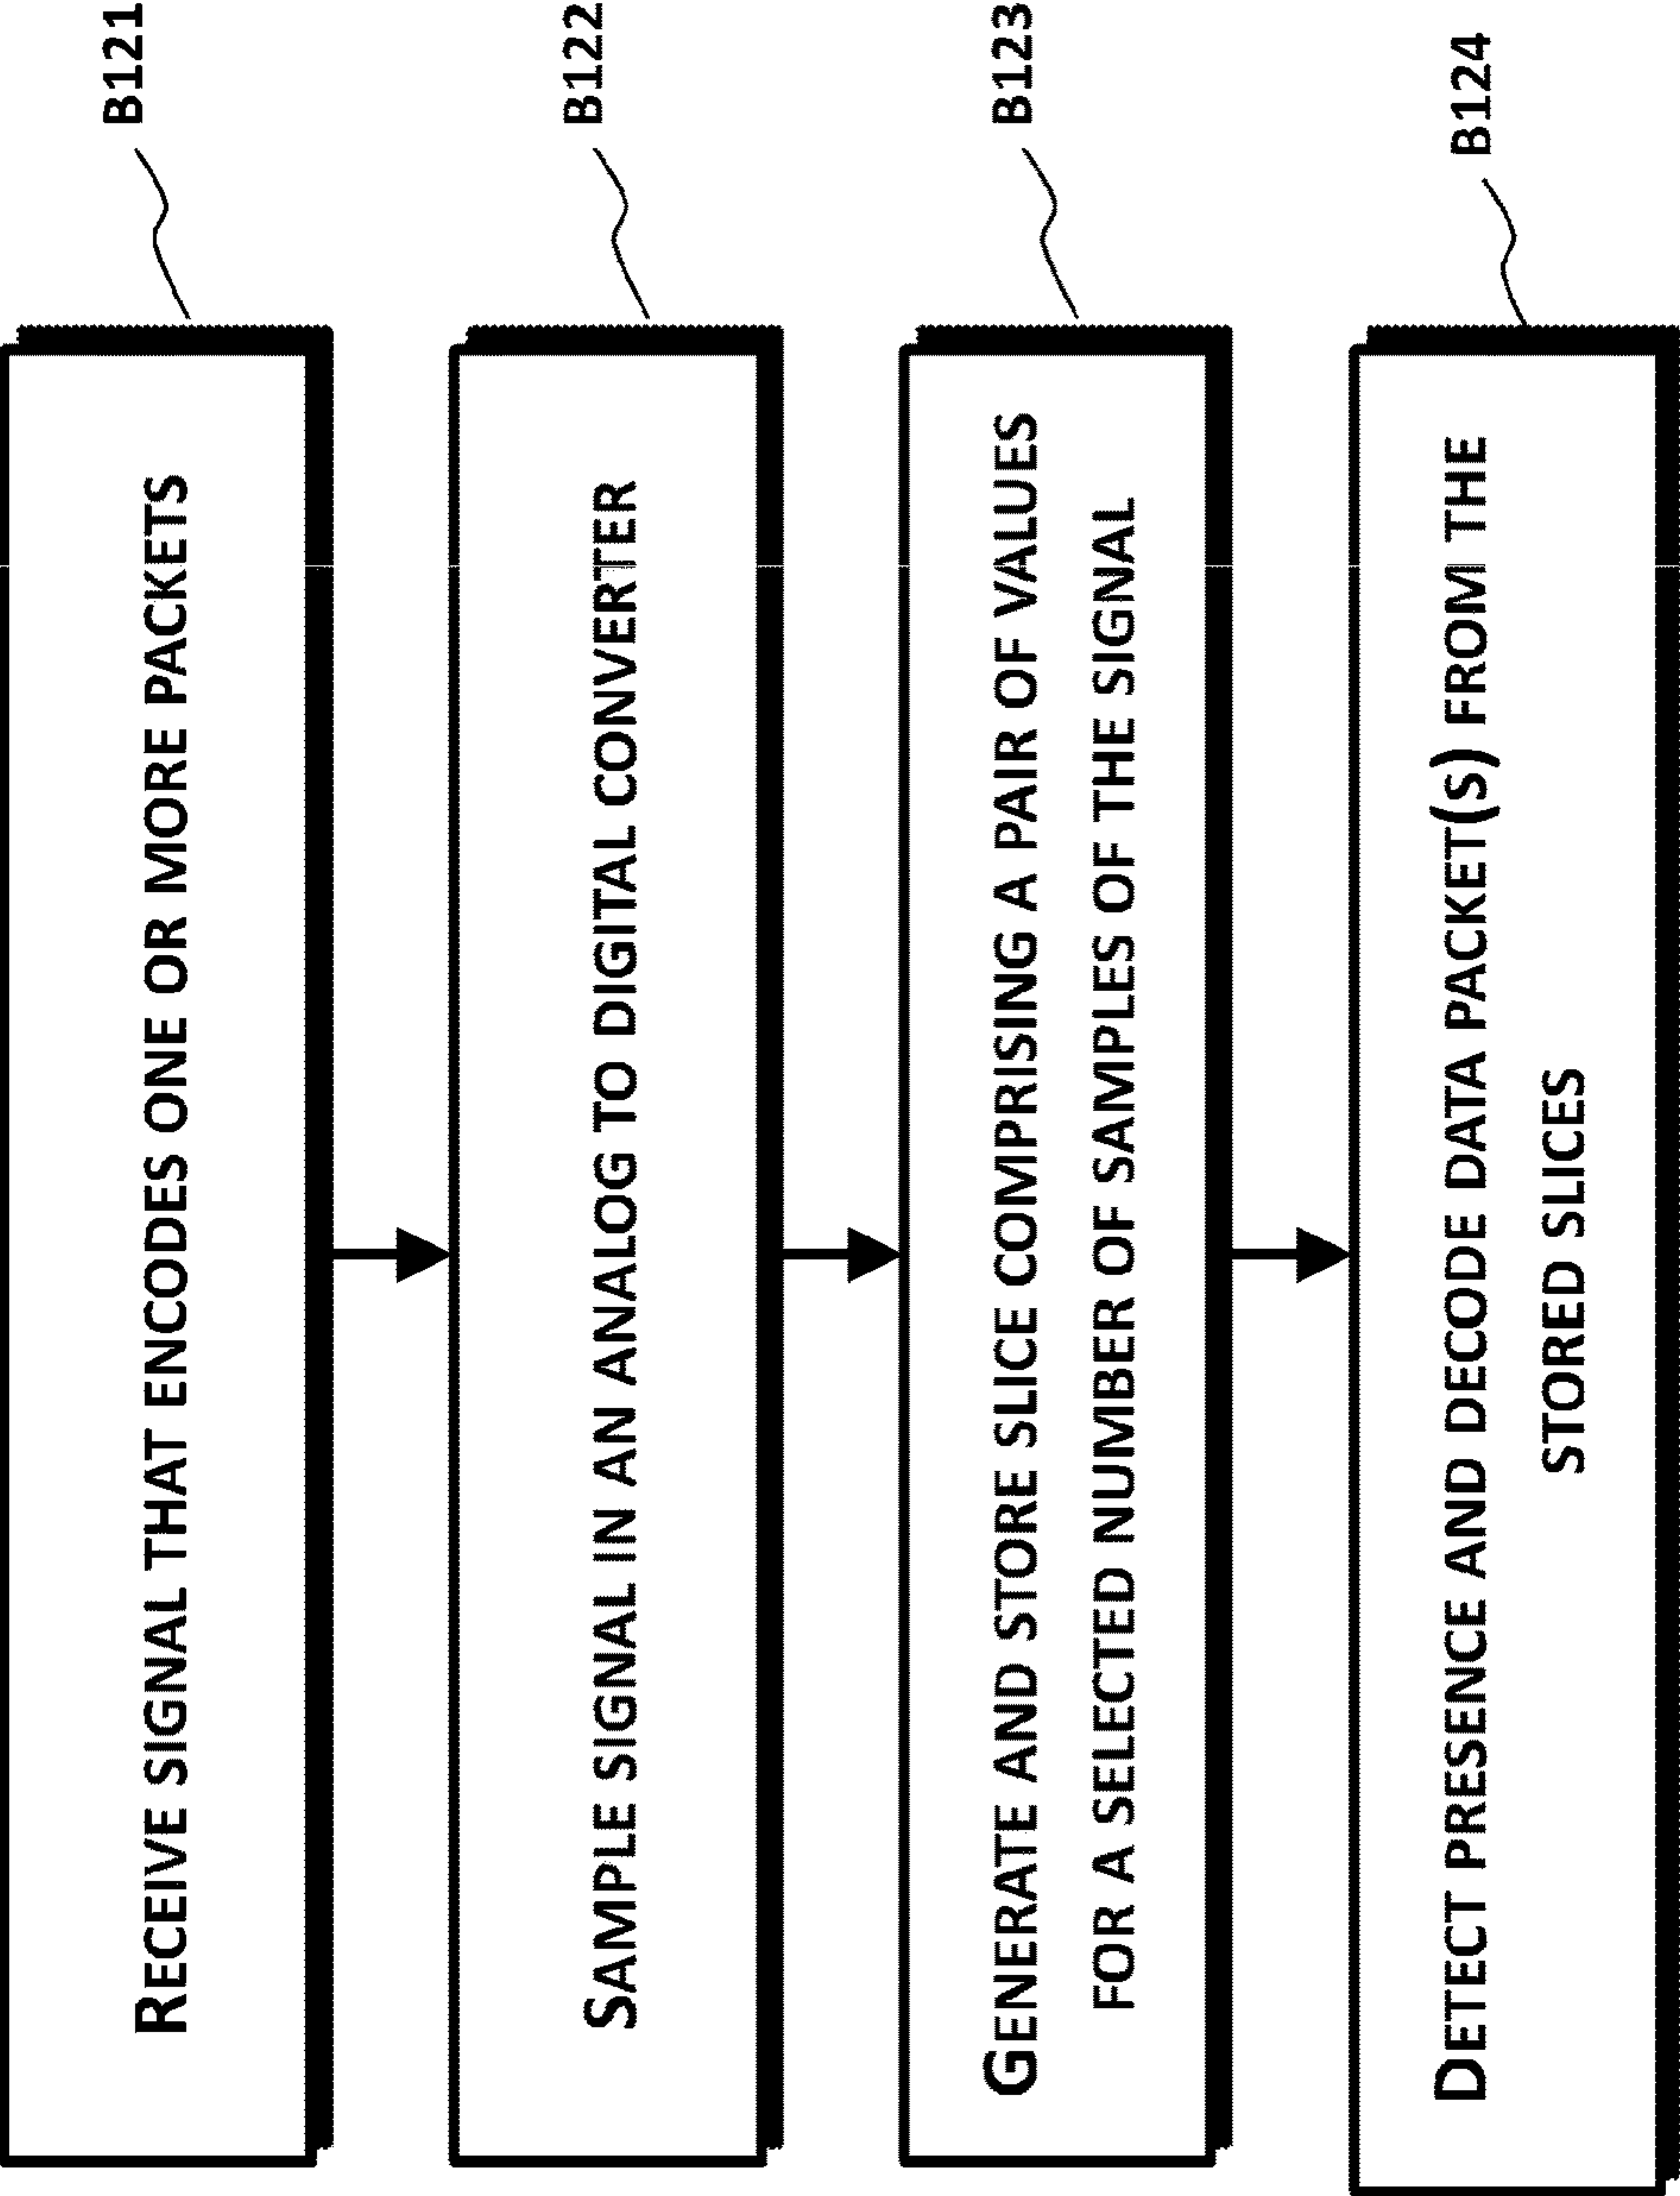 RECEIVE SIGNAL THAT ENCODES ONE OR MORE PACKETS
B121
SAMPLE SIGNAL IN AN ANALOG TO DIGITAL CONVERTER
B122
GENERATE AND STORE SLICE COMPRISING A PAIR OF VALUES
FOR A SELECTED NUMBER OF SAMPLES OF THE SIGNAL
B123
DETECT PRESENCE AND DECODE DATA PACKET(S) FROM THE
STORED SLICES
B124